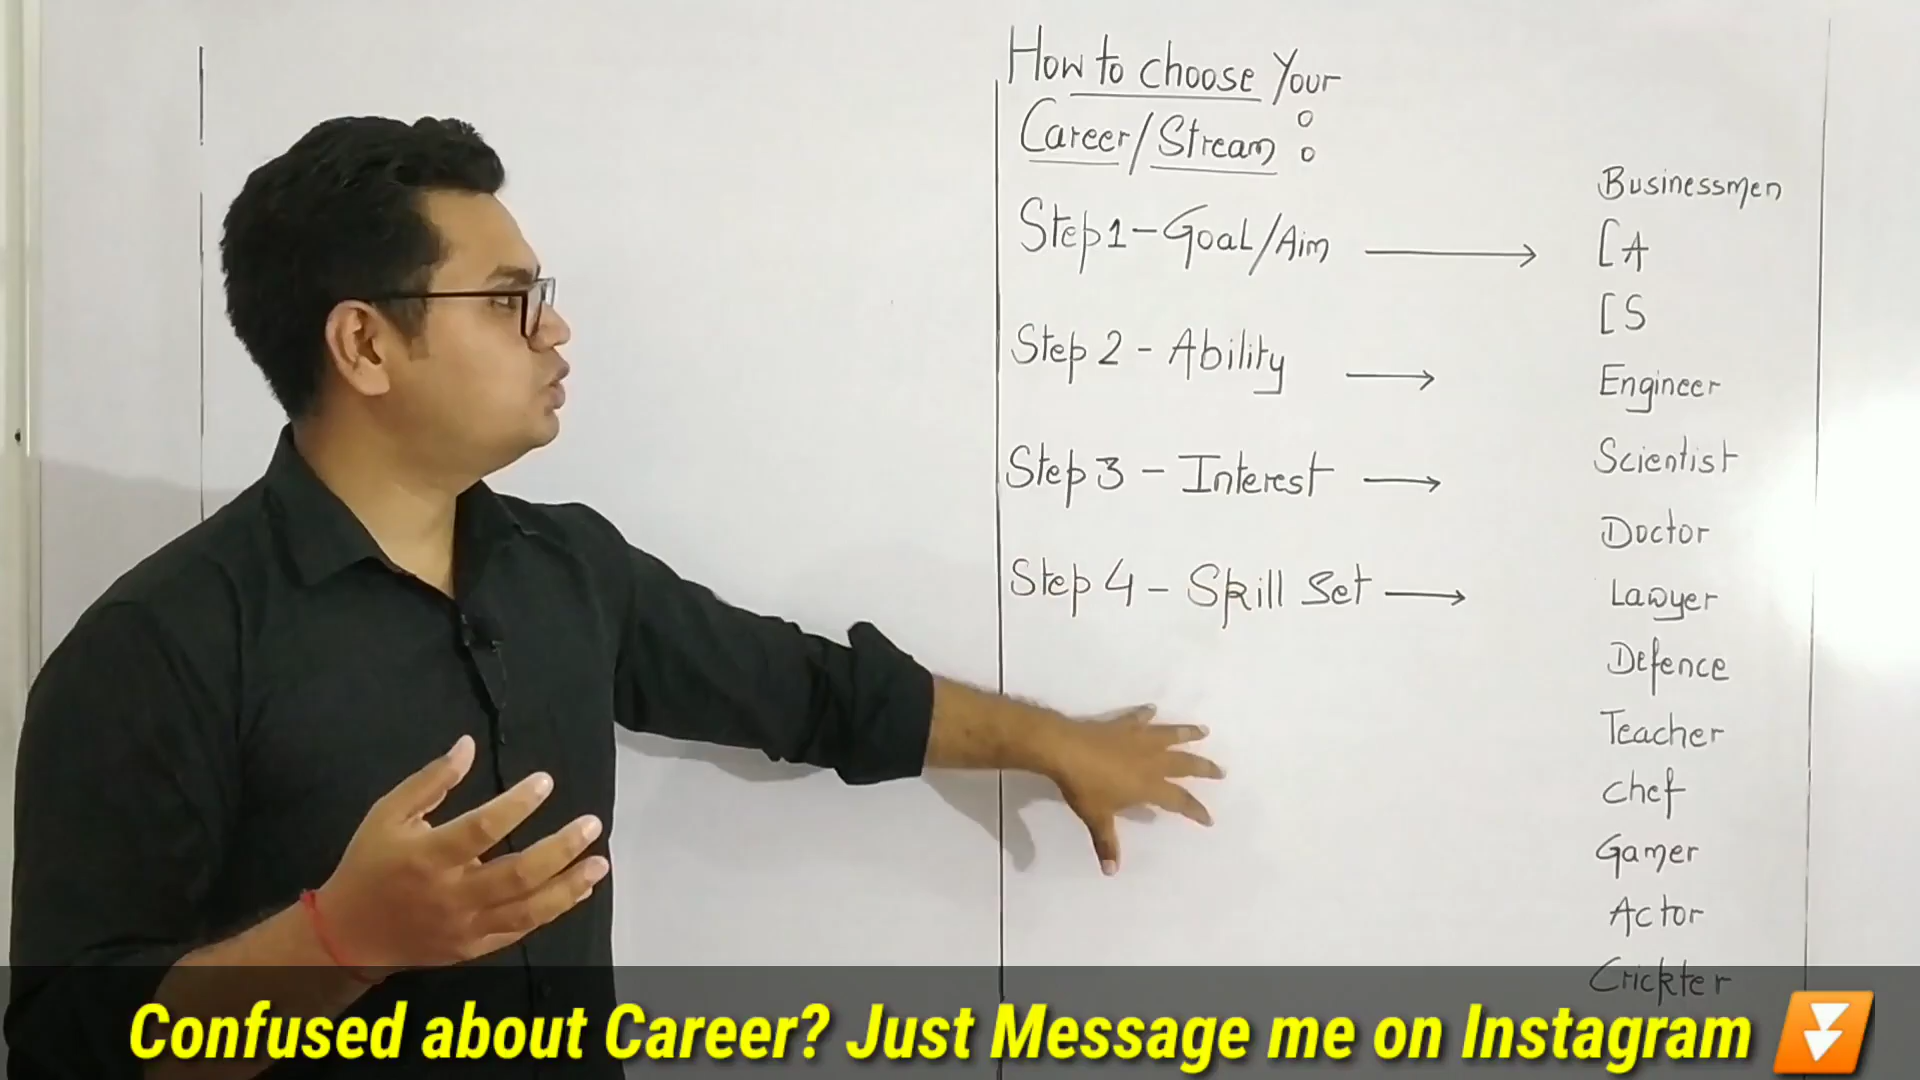 How to choose Your
Career/Stream :
Step 1 - Goal/Aim →
Step 2 - Ability →
Step 3 - Interest →
Step 4 - Skill Set →
Businessmen
CA
CS
Engineer
Scientist
Doctor
Lawyer
Defence
Teacher
Chef
Gamer
Actor
Crickter
Confused about Career? Just Message me on Instagram